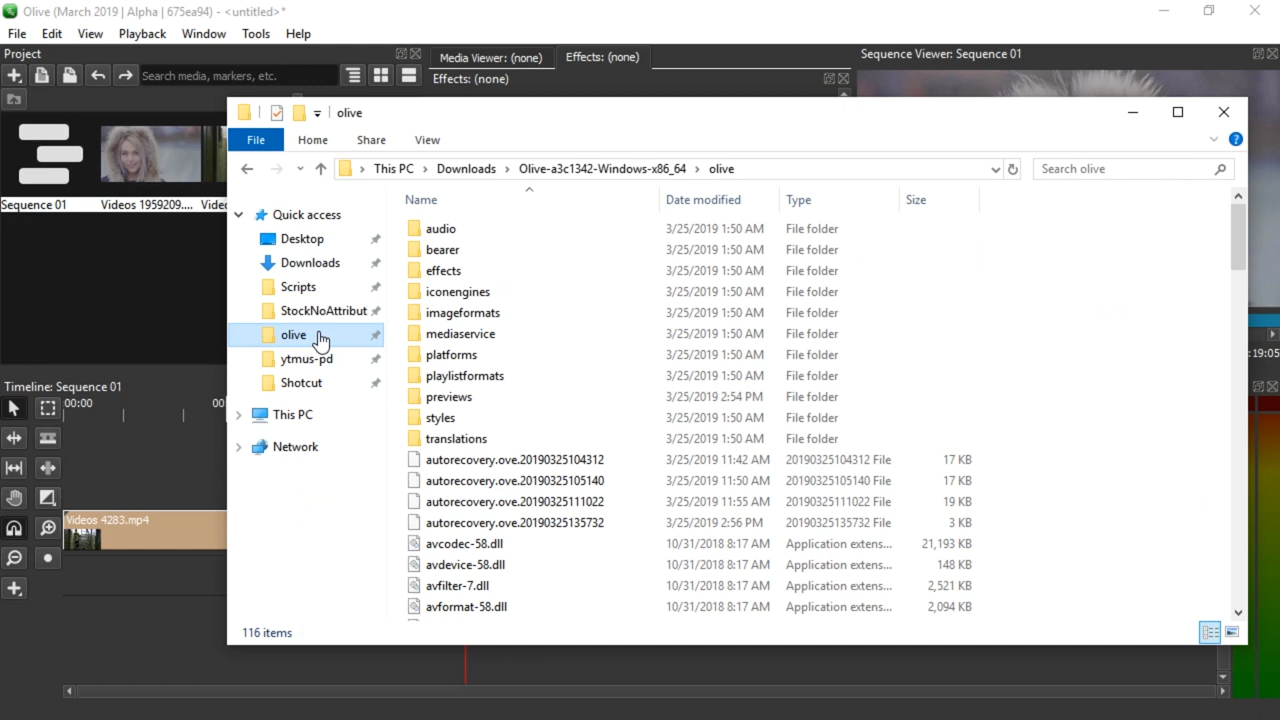 Olive (March 2019 | Alpha | 675ea94) - <untitled>*
File Edit View Playback Window Tools Help
Project
Media Viewer: (none) Effects: (none)
Sequence Viewer: Sequence 01
Search media, markers, etc.
Effects: (none)
Sequence 01 Videos 1959209....
olive
File Home Share View
This PC > Downloads > Olive-a3c1342-Windows-x86_64 > olive
Search olive
Name Date modified Type Size
Quick access
Desktop
Downloads
Scripts
StockNoAttribut
olive
ytmus-pd
Shotcut
This PC
Network
audio 3/25/2019 1:50 AM File folder
bearer 3/25/2019 1:50 AM File folder
effects 3/25/2019 1:50 AM File folder
iconengines 3/25/2019 1:50 AM File folder
imageformats 3/25/2019 1:50 AM File folder
mediaservice 3/25/2019 1:50 AM File folder
platforms 3/25/2019 1:50 AM File folder
playlistformats 3/25/2019 1:50 AM File folder
previews 3/25/2019 2:54 PM File folder
styles 3/25/2019 1:50 AM File folder
translations 3/25/2019 1:50 AM File folder
autorecovery.ove.20190325104312 3/25/2019 11:42 AM 20190325104312 File 17 KB
autorecovery.ove.20190325105140 3/25/2019 11:50 AM 20190325105140 File 17 KB
autorecovery.ove.20190325111022 3/25/2019 11:55 AM 20190325111022 File 19 KB
autorecovery.ove.20190325135732 3/25/2019 2:56 PM 20190325135732 File 3 KB
avcodec-58.dll 10/31/2018 8:17 AM Application extens... 21,193 KB
avdevice-58.dll 10/31/2018 8:17 AM Application extens... 148 KB
avfilter-7.dll 10/31/2018 8:17 AM Application extens... 2,521 KB
avformat-58.dll 10/31/2018 8:17 AM Application extens... 2,094 KB
116 items
:19:05
Timeline: Sequence 01
00:00
Videos 4283.mp4